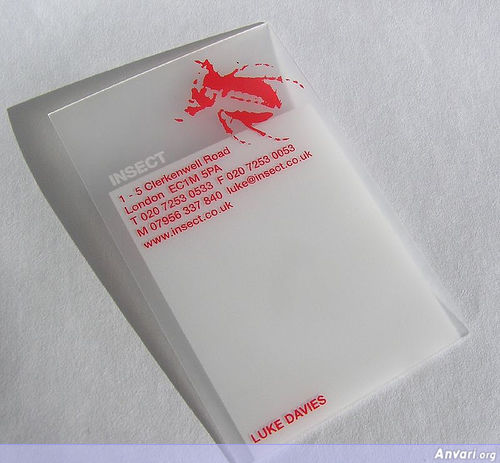 INSECT
1 - 5 Clerkenwell Road
London EC1M 5PA
T 020 7253 0533 F 020 7253 0053
M 07956 337 840 luke@insect.co.uk
www.insect.co.uk
LUKE DAVIES
Anvari.org